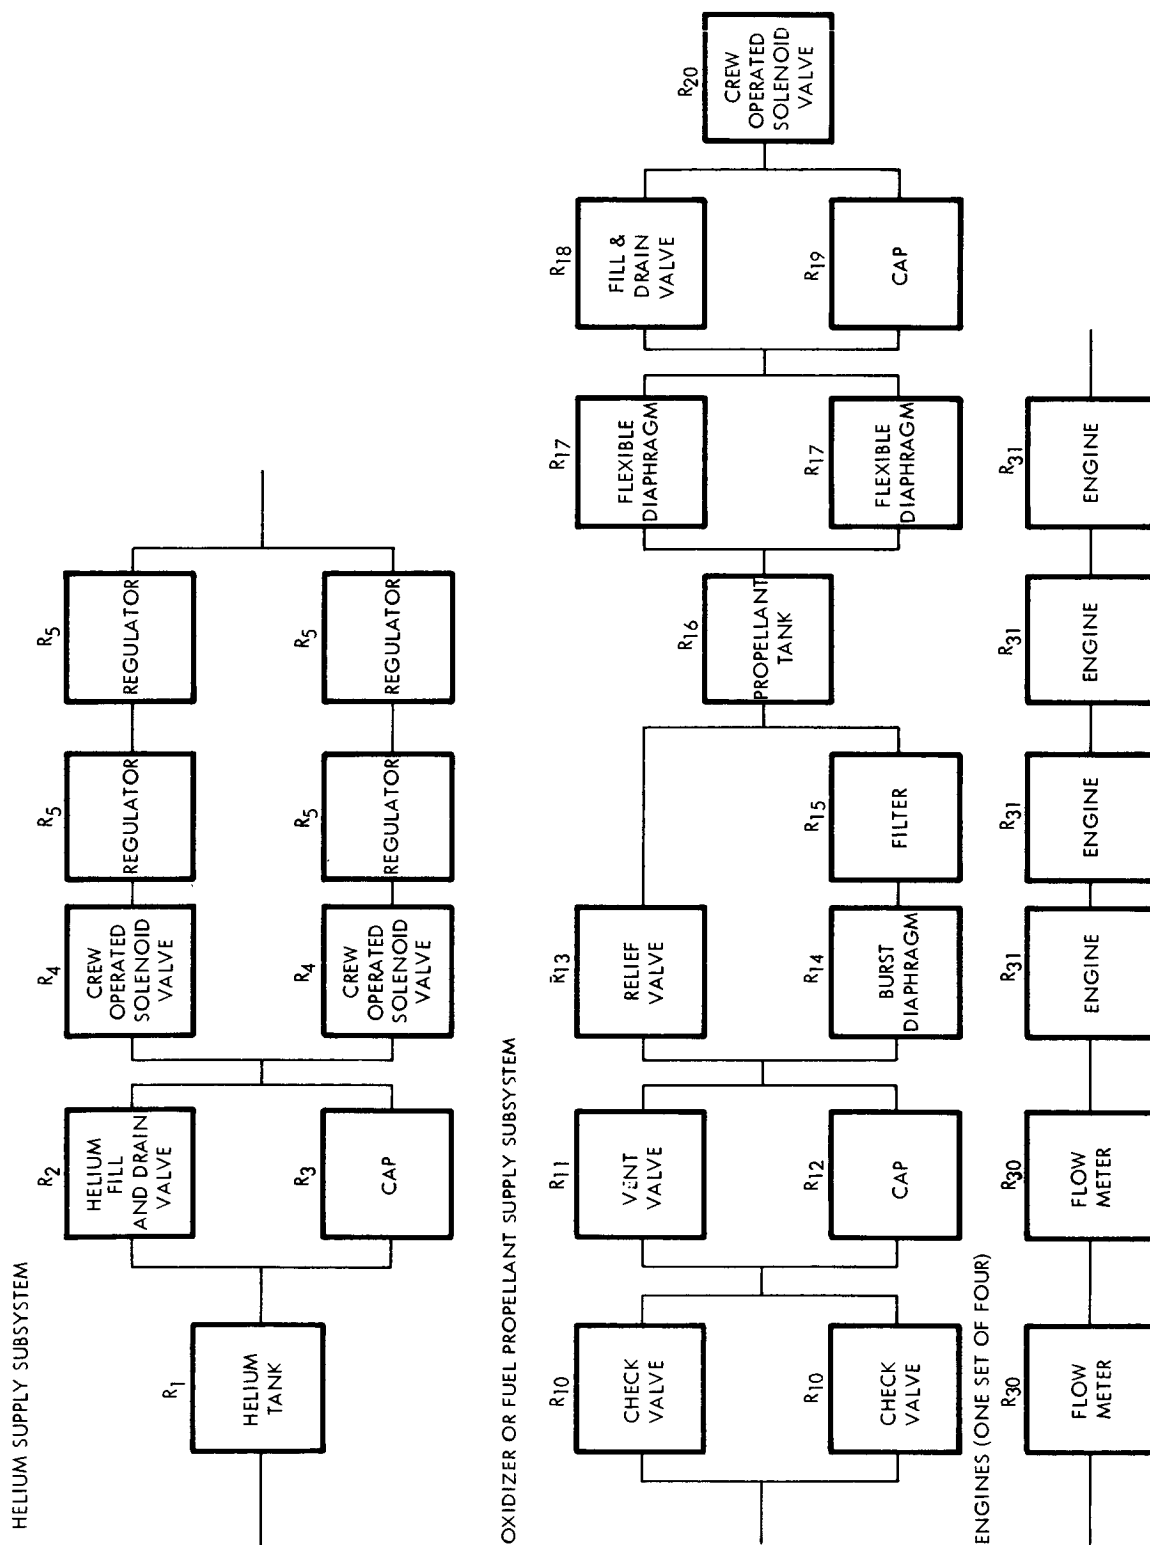 HELIUM SUPPLY SUBSYSTEM
R1
HELIUM
TANK
R2
HELIUM
FILL
AND DRAIN
VALVE
R3
CAP
R4
CREW
OPERATED
SOLENOID
VALVE
R4
CREW
OPERATED
SOLENOID
VALVE
R5
REGULATOR
R5
REGULATOR
R5
REGULATOR
R5
REGULATOR
OXIDIZER OR FUEL PROPELLANT SUPPLY SUBSYSTEM
R10
CHECK
VALVE
R10
CHECK
VALVE
R11
VENT
VALVE
R12
CAP
R13
RELIEF
VALVE
R14
BURST
DIAPHRAGM
R15
FILTER
R16
PROPELLANT
TANK
R17
FLEXIBLE
DIAPHRAGM
R17
FLEXIBLE
DIAPHRAGM
R18
FILL &
DRAIN
VALVE
R19
CAP
R20
CREW
OPERATED
SOLENOID
VALVE
ENGINES (ONE SET OF FOUR)
R30
FLOW
METER
R30
FLOW
METER
R31
ENGINE
R31
ENGINE
R31
ENGINE
R31
ENGINE